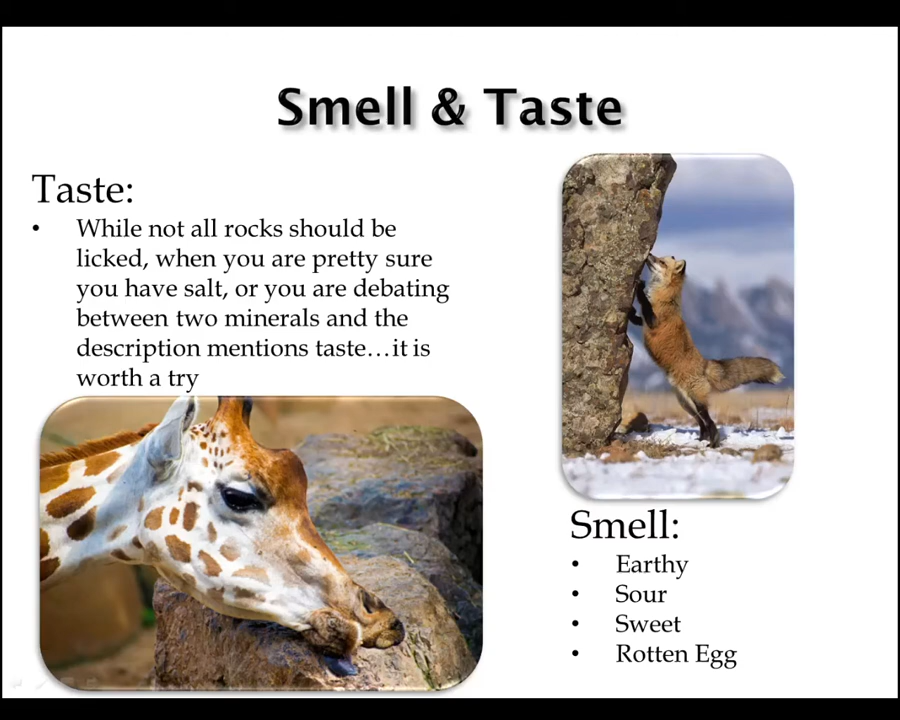 Smell & Taste
Taste:
• While not all rocks should be
licked, when you are pretty sure
you have salt, or you are debating
between two minerals and the
description mentions taste…it is
worth a try
Smell:
• Earthy
• Sour
• Sweet
• Rotten Egg